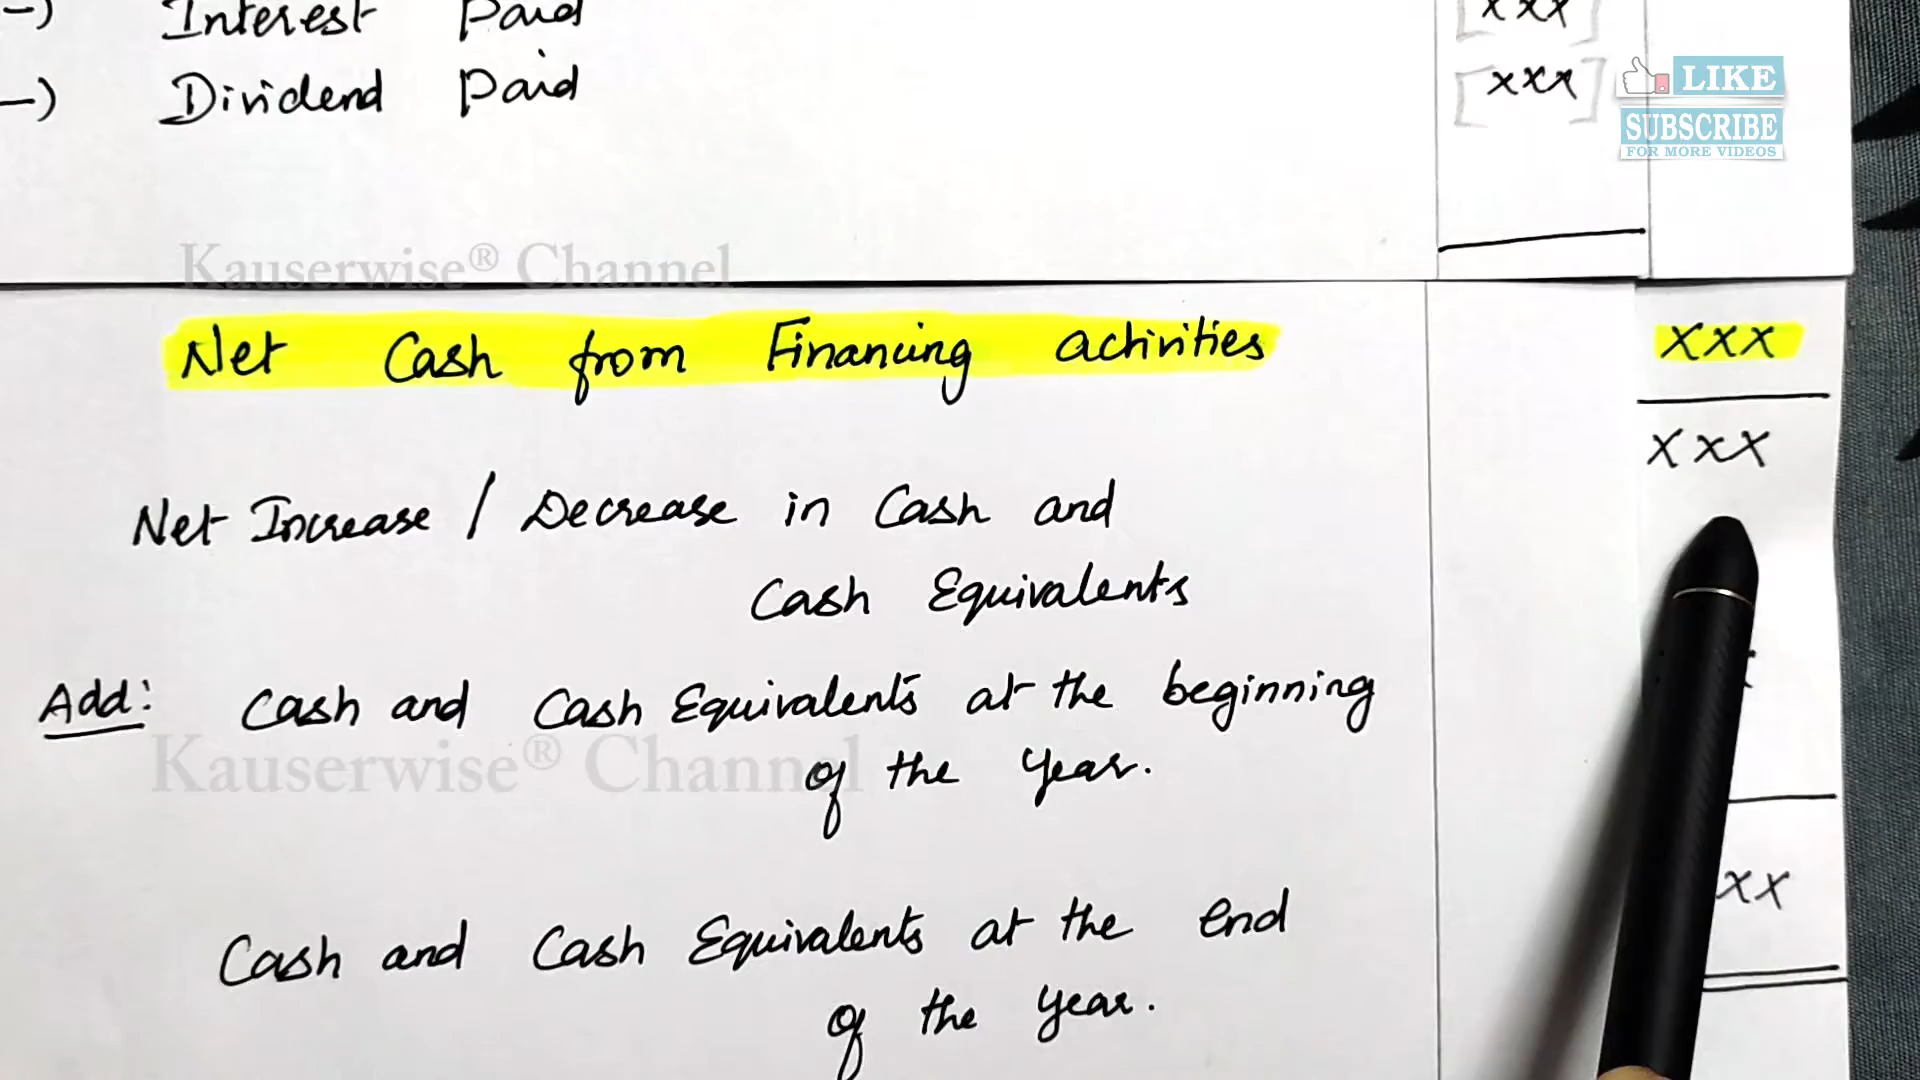 —) Interest Paid [xxx]
—) Dividend Paid [xxx]
LIKE
SUBSCRIBE
FOR MORE VIDEOS
Kauserwise® Channel
Net Cash from Financing activities XXX
XXX
Net Increase / Decrease in Cash and
Cash Equivalents
Add: Cash and Cash Equivalents at the beginning
of the year.
Kauserwise® Channel
XX
Cash and Cash Equivalents at the end
of the year.